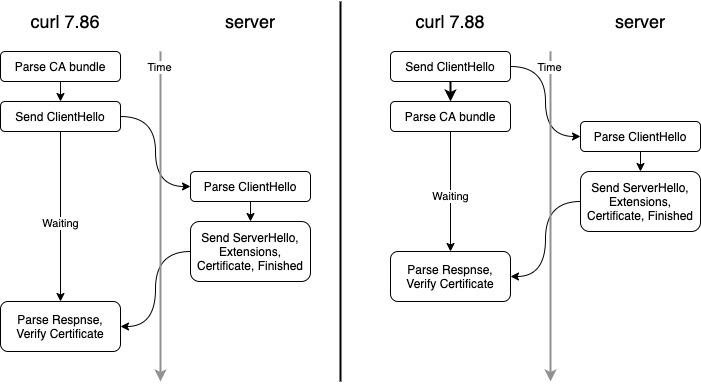 curl 7.86
server
Parse CA bundle
Time
Send ClientHello
Parse ClientHello
Waiting
Send ServerHello,
Extensions,
Certificate, Finished
Parse Respnse,
Verify Certificate
curl 7.88
server
Send ClientHello
Time
Parse CA bundle
Parse ClientHello
Waiting
Send ServerHello,
Extensions,
Certificate, Finished
Parse Respnse,
Verify Certificate